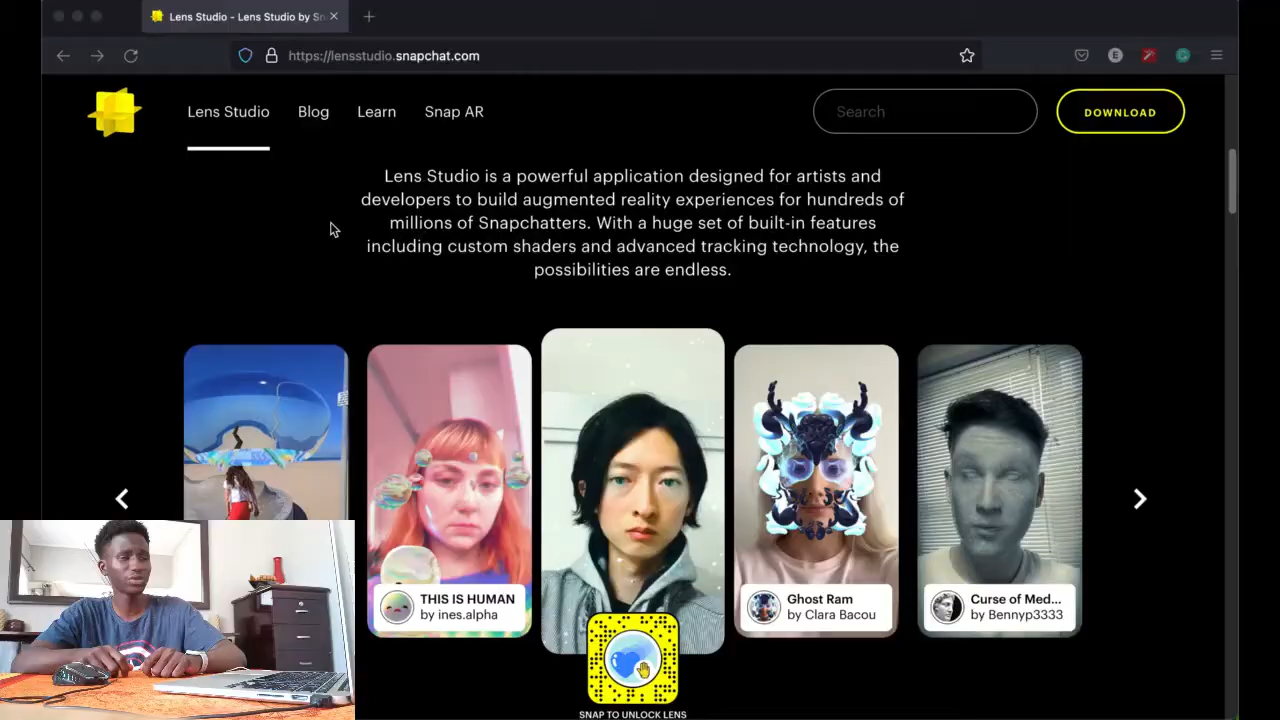 Lens Studio - Lens Studio by Sn
https://lensstudio.snapchat.com
Lens Studio
Blog
Learn
Snap AR
Search
DOWNLOAD
Lens Studio is a powerful application designed for artists and
developers to build augmented reality experiences for hundreds of
millions of Snapchatters. With a huge set of built-in features
including custom shaders and advanced tracking technology, the
possibilities are endless.
THIS IS HUMAN
by ines.alpha
Ghost Ram
by Clara Bacou
Curse of Med...
by Bennyp3333
SNAP TO UNLOCK LENS